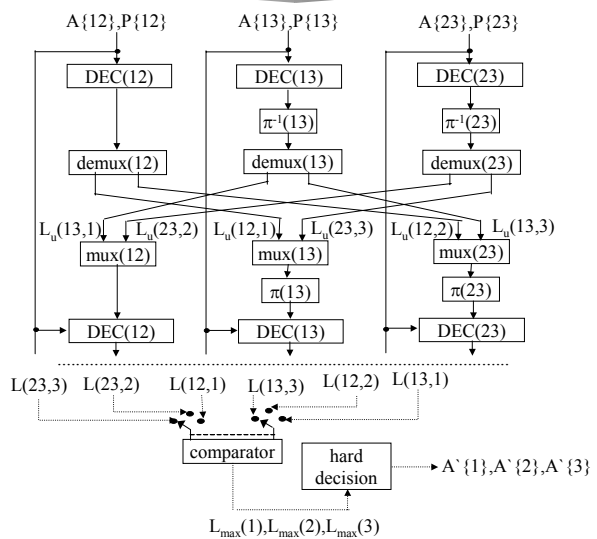 A{12},P{12} A{13},P{13} A{23},P{23}
DEC(12) DEC(13) DEC(23)
π⁻¹(13) π⁻¹(23)
demux(12) demux(13) demux(23)
Lᵤ(13,1) Lᵤ(23,2) Lᵤ(12,1) Lᵤ(23,3) Lᵤ(12,2) Lᵤ(13,3)
mux(12) mux(13) mux(23)
π(13) π(23)
DEC(12) DEC(13) DEC(23)
L(23,3) L(23,2) L(12,1) L(13,3) L(12,2) L(13,1)
comparator
hard
decision
A`{1},A`{2},A`{3}
Lₘₐₓ(1),Lₘₐₓ(2),Lₘₐₓ(3)